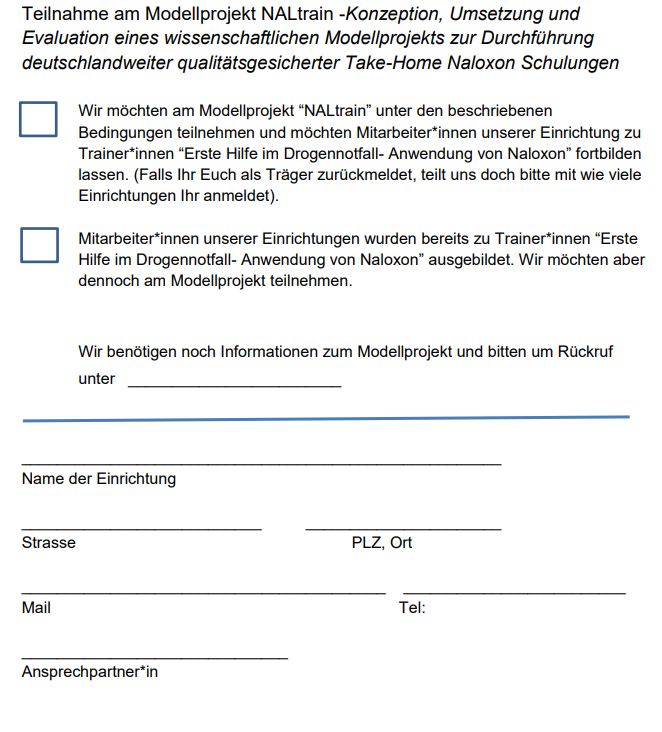 Teilnahme am Modellprojekt NALtrain -Konzeption, Umsetzung und
Evaluation eines wissenschaftlichen Modellprojekts zur Durchführung
deutschlandweiter qualitätsgesicherter Take-Home Naloxon Schulungen
Wir möchten am Modellprojekt “NALtrain” unter den beschriebenen
Bedingungen teilnehmen und möchten Mitarbeiter*innen unserer Einrichtung zu
Trainer*innen “Erste Hilfe im Drogennotfall- Anwendung von Naloxon” fortbilden
lassen. (Falls Ihr Euch als Träger zurückmeldet, teilt uns doch bitte mit wie viele
Einrichtungen Ihr anmeldet).
Mitarbeiter*innen unserer Einrichtungen wurden bereits zu Trainer*innen “Erste
Hilfe im Drogennotfall- Anwendung von Naloxon” ausgebildet. Wir möchten aber
dennoch am Modellprojekt teilnehmen.
Wir benötigen noch Informationen zum Modellprojekt und bitten um Rückruf
unter ________________________
Name der Einrichtung
Strasse PLZ, Ort
Mail Tel:
Ansprechpartner*in